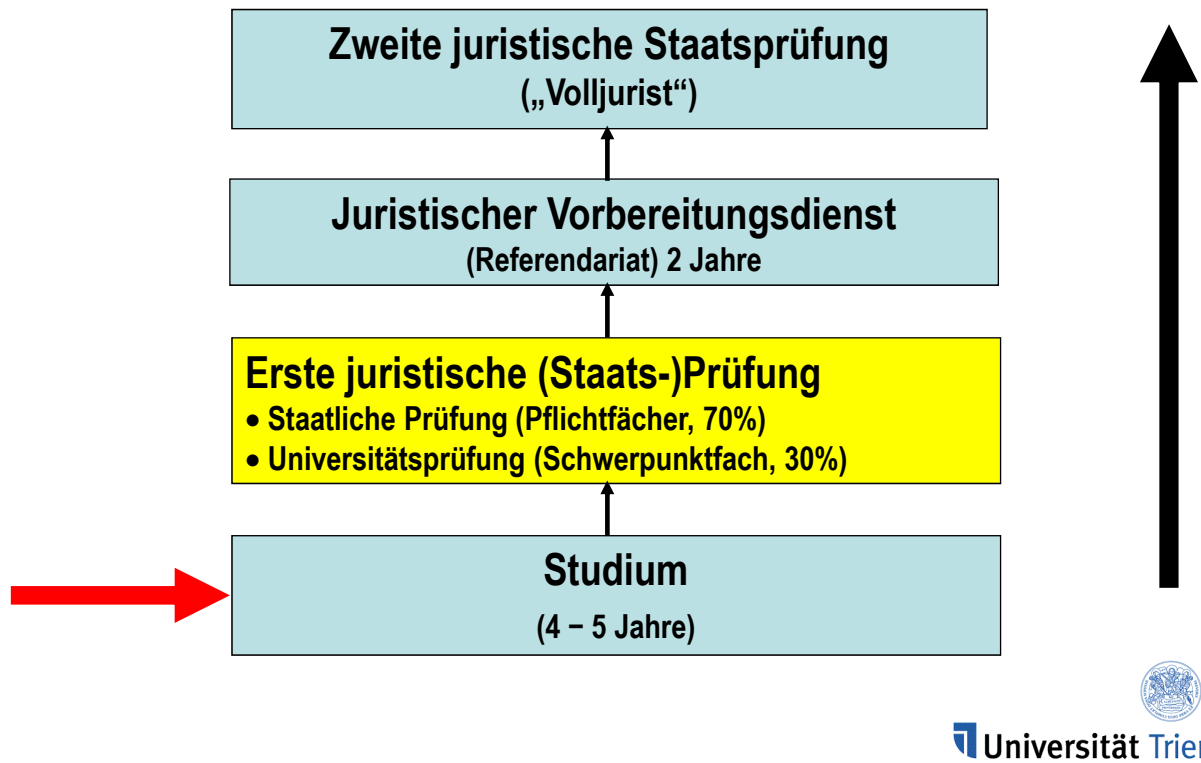 Zweite juristische Staatsprüfung
(„Volljurist“)
Juristischer Vorbereitungsdienst
(Referendariat) 2 Jahre
Erste juristische (Staats-)Prüfung
• Staatliche Prüfung (Pflichtfächer, 70%)
• Universitätsprüfung (Schwerpunktfach, 30%)
Studium
(4 – 5 Jahre)
Universität Trier